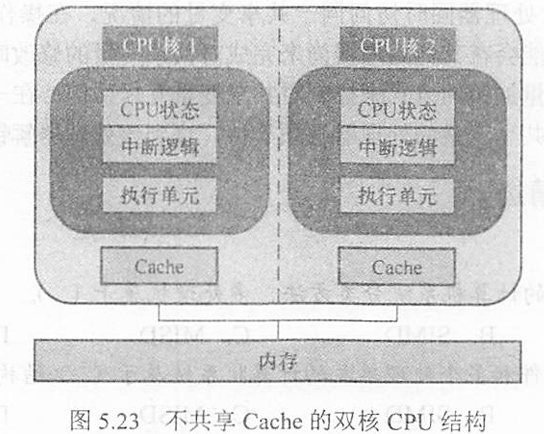 CPU核 1
CPU核 2
CPU状态
CPU状态
中断逻辑
中断逻辑
执行单元
执行单元
Cache
Cache
内存
图 5.23 不共享 Cache 的双核 CPU 结构